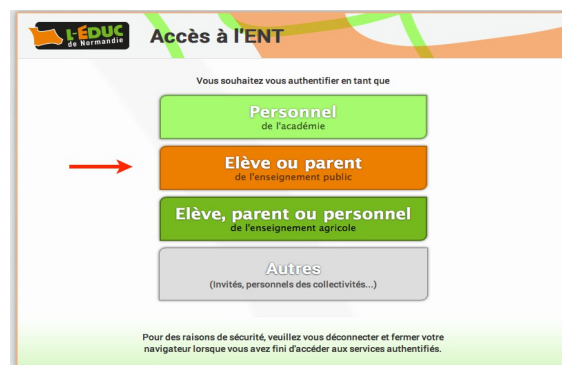 L'EDUC
de Normandie
Accès à l'ENT
Vous souhaitez vous authentifier en tant que
Personnel
de l'académie
Elève ou parent
de l'enseignement public
Elève, parent ou personnel
de l'enseignement agricole
Autres
(Invités, personnels des collectivités...)
Pour des raisons de sécurité, veuillez vous déconnecter et fermer votre
navigateur lorsque vous avez fini d'accéder aux services authentifiés.